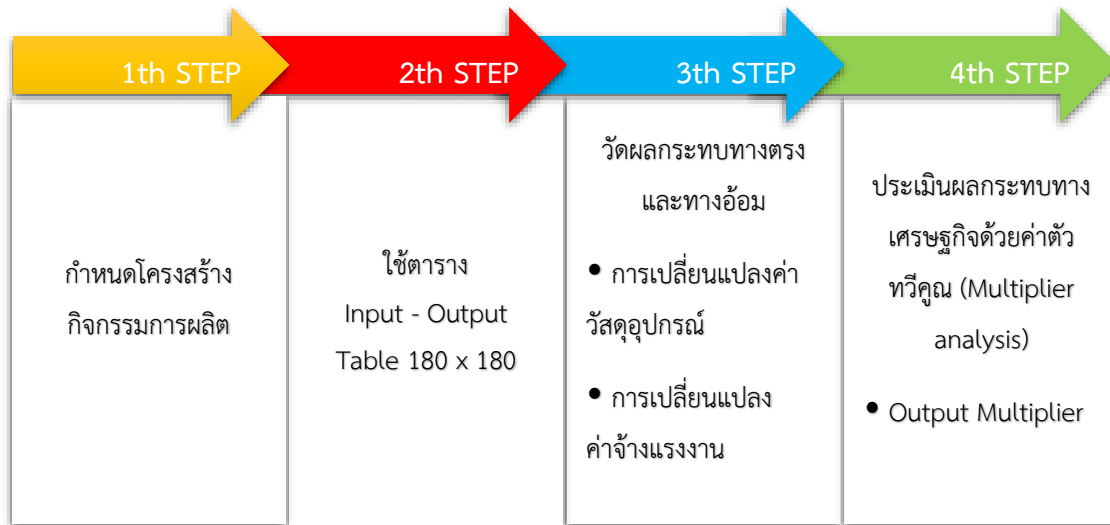 1th STEP
2th STEP
3th STEP
4th STEP
กำหนดโครงสร้าง
กิจกรรมการผลิต
ใช้ตาราง
Input - Output
Table 180 x 180
วัดผลกระทบทางตรง
และทางอ้อม
• การเปลี่ยนแปลงค่า
วัสดุอุปกรณ์
• การเปลี่ยนแปลง
ค่าจ้างแรงงาน
ประเมินผลกระทบทาง
เศรษฐกิจด้วยค่าตัว
ทวีคูณ (Multiplier
analysis)
• Output Multiplier